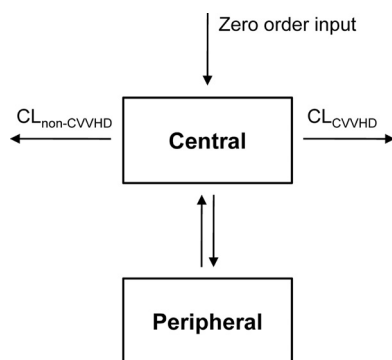 Zero order input
CLnon-CVVHD
CLCVVHD
Central
Peripheral